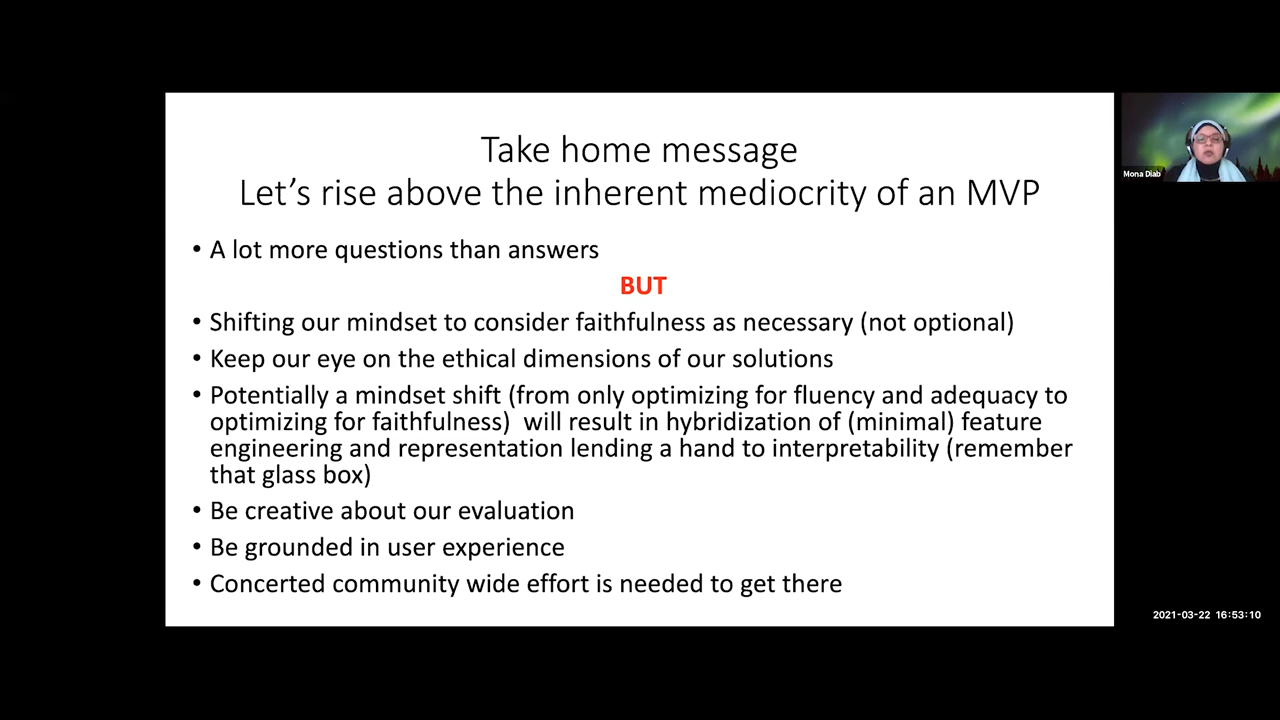 Take home message
Let's rise above the inherent mediocrity of an MVP
• A lot more questions than answers
BUT
• Shifting our mindset to consider faithfulness as necessary (not optional)
• Keep our eye on the ethical dimensions of our solutions
• Potentially a mindset shift (from only optimizing for fluency and adequacy to
optimizing for faithfulness)  will result in hybridization of (minimal) feature
engineering and representation lending a hand to interpretability (remember
that glass box)
• Be creative about our evaluation
• Be grounded in user experience
• Concerted community wide effort is needed to get there
Mona Diab
2021-03-22 16:53:10